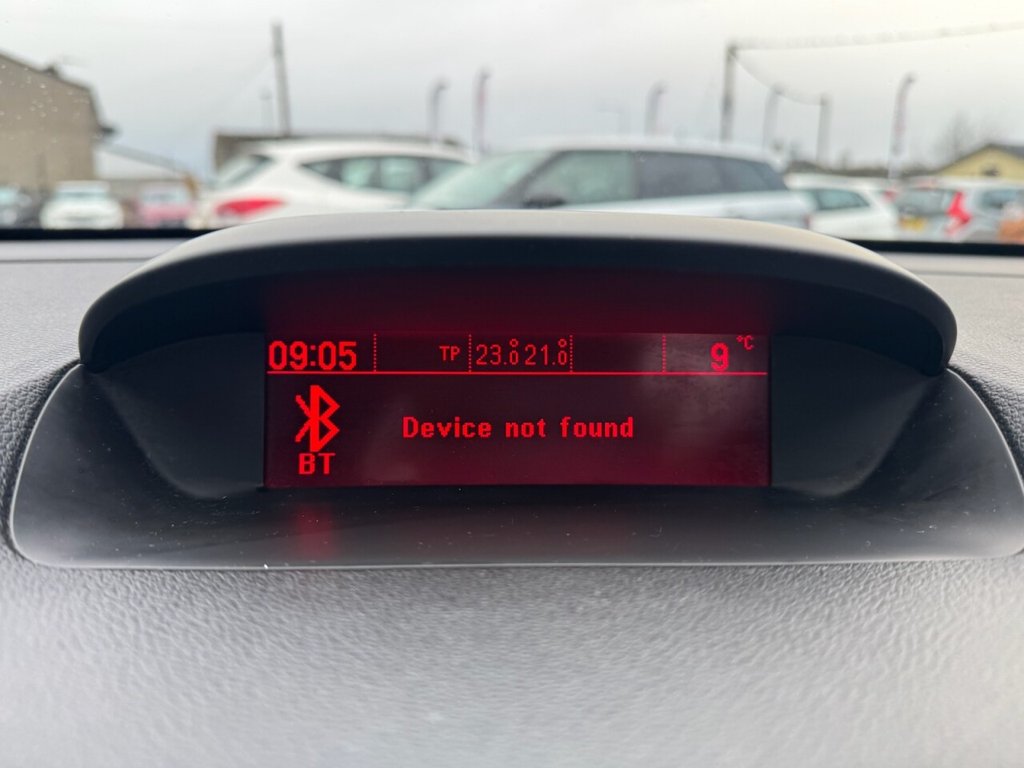 09:05 TP 23.0° 21.0° 9 °C
Device not found
BT